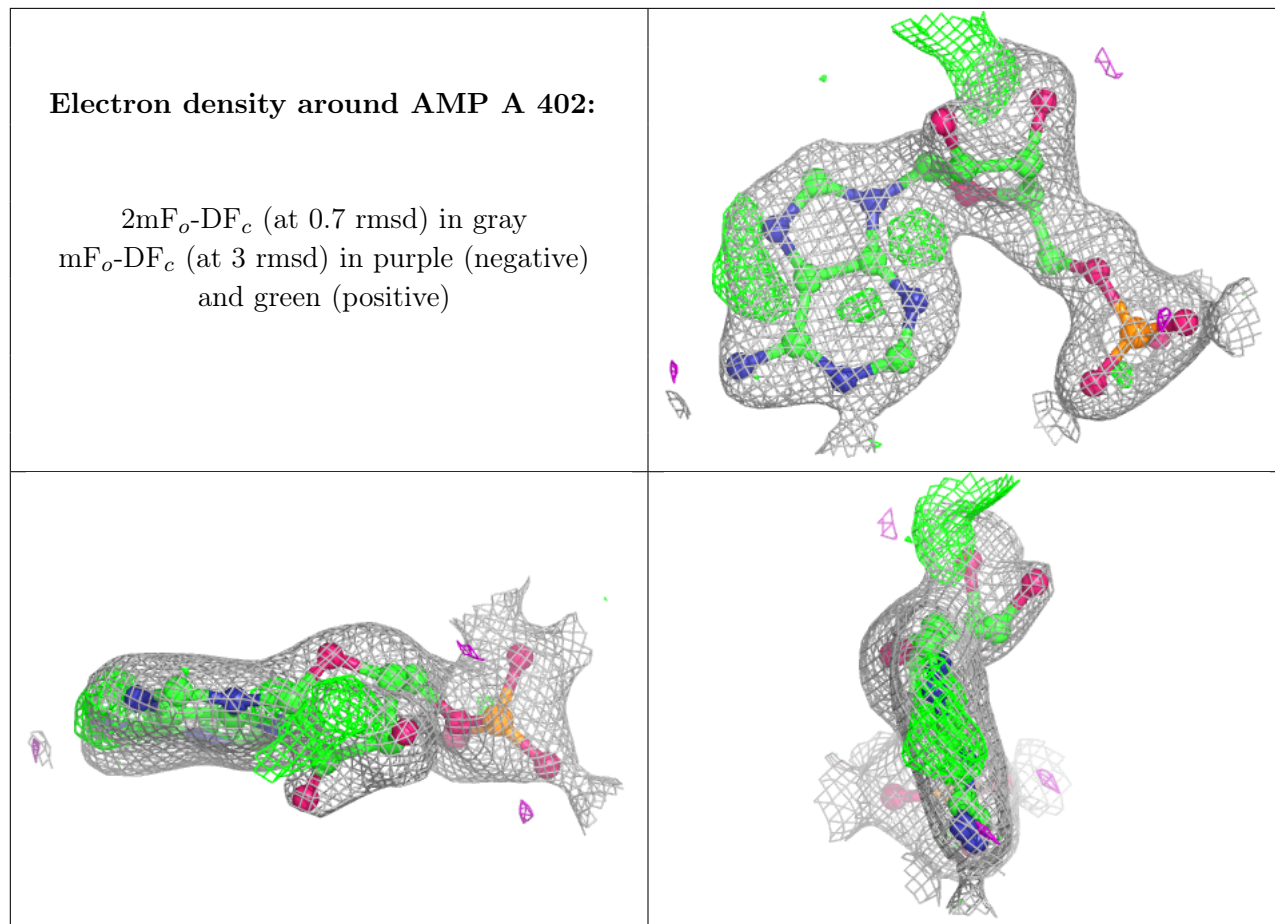 Electron density around AMP A 402:
2mFo-DFc (at 0.7 rmsd) in gray
mFo-DFc (at 3 rmsd) in purple (negative)
and green (positive)